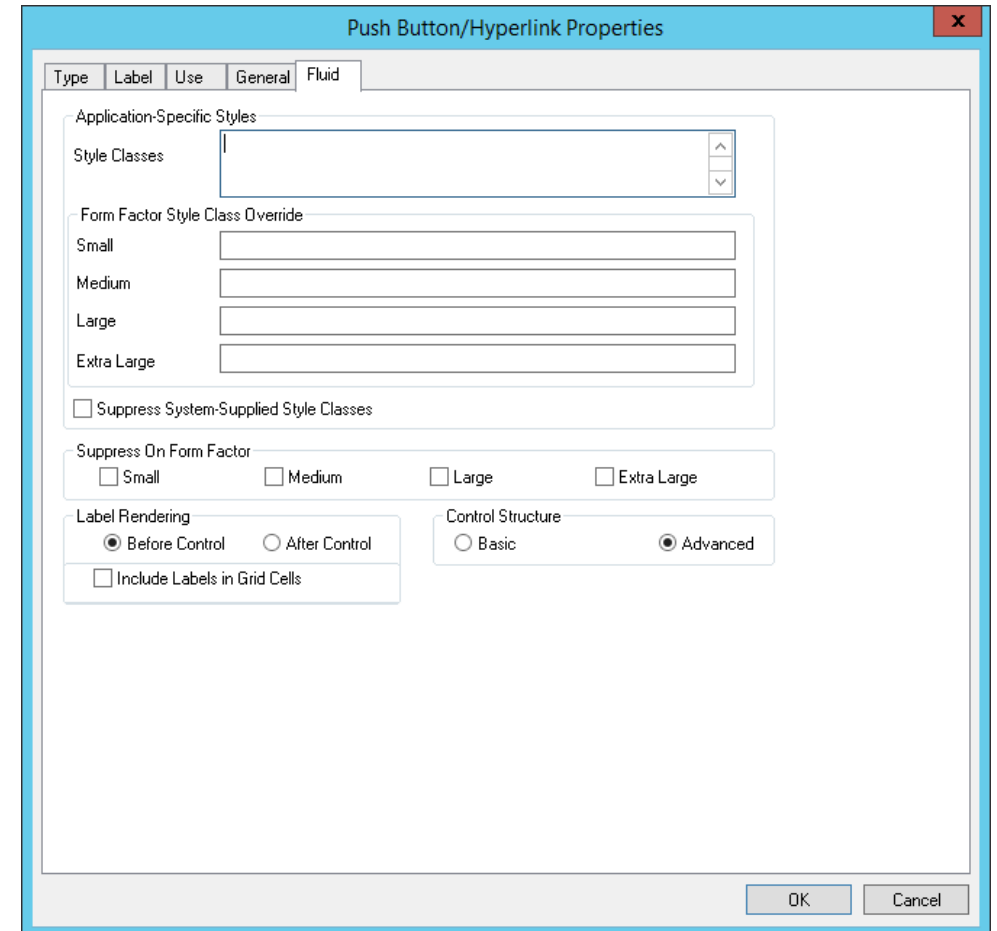 Push Button/Hyperlink Properties
x
Type Label Use General Fluid
Application-Specific Styles
Style Classes
Form Factor Style Class Override
Small
Medium
Large
Extra Large
Suppress System-Supplied Style Classes
Suppress On Form Factor
Small Medium Large Extra Large
Label Rendering Control Structure
Before Control After Control Basic Advanced
Include Labels in Grid Cells
OK Cancel